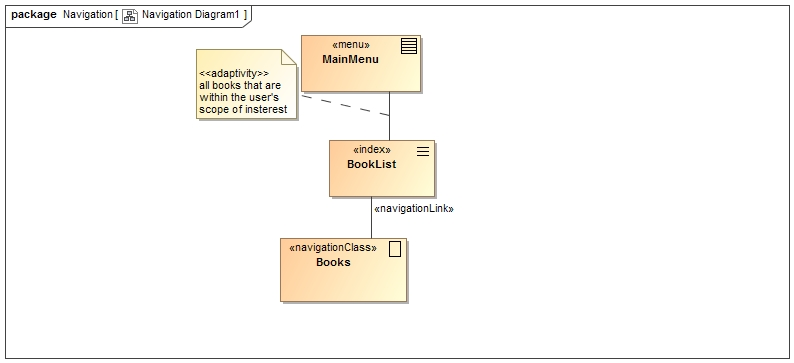 package Navigation [ Navigation Diagram1 ]
«menu»
MainMenu
<<adaptivity>>
all books that are
within the user's
scope of insterest
«index»
BookList
«navigationLink»
«navigationClass»
Books